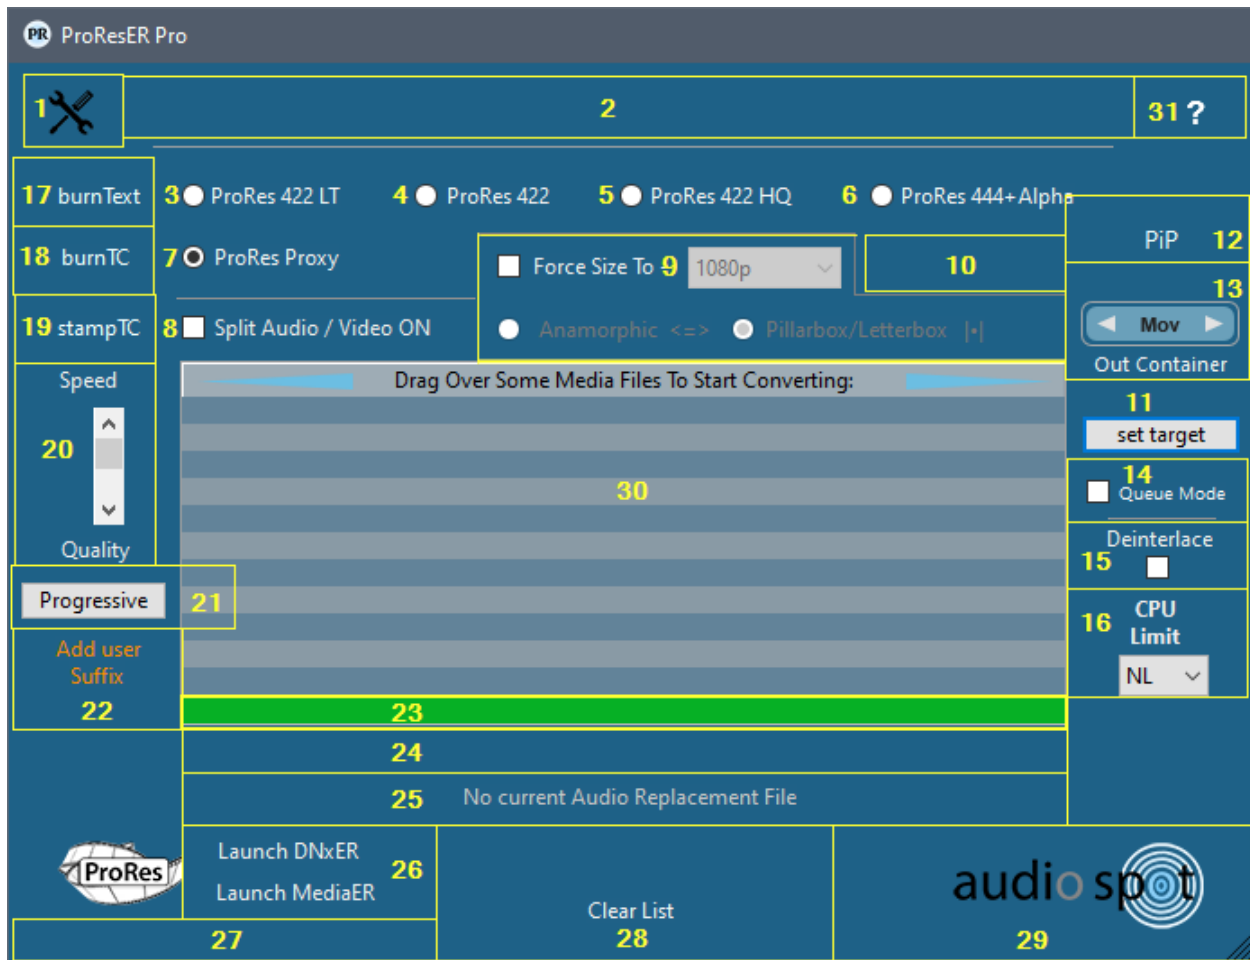 PR ProResER Pro
1 2 31 ?
17 burnText 3 ProRes 422 LT 4 ProRes 422 5 ProRes 422 HQ 6 ProRes 444+Alpha
PiP 12
18 burnTC 7 ProRes Proxy Force Size To 9 1080p 10
13
19 stampTC 8 Split Audio / Video ON Anamorphic <=> Pillarbox/Letterbox |•|
Mov
Out Container
Speed Drag Over Some Media Files To Start Converting:
11
set target
20
30
14
Queue Mode
Quality
Deinterlace
15
Progressive 21
16 CPU
Limit
NL
Add user
Suffix
22
23
24
25 No current Audio Replacement File
ProRes
Launch DNxER
26
Launch MediaER
audio spot
Clear List
27 28 29